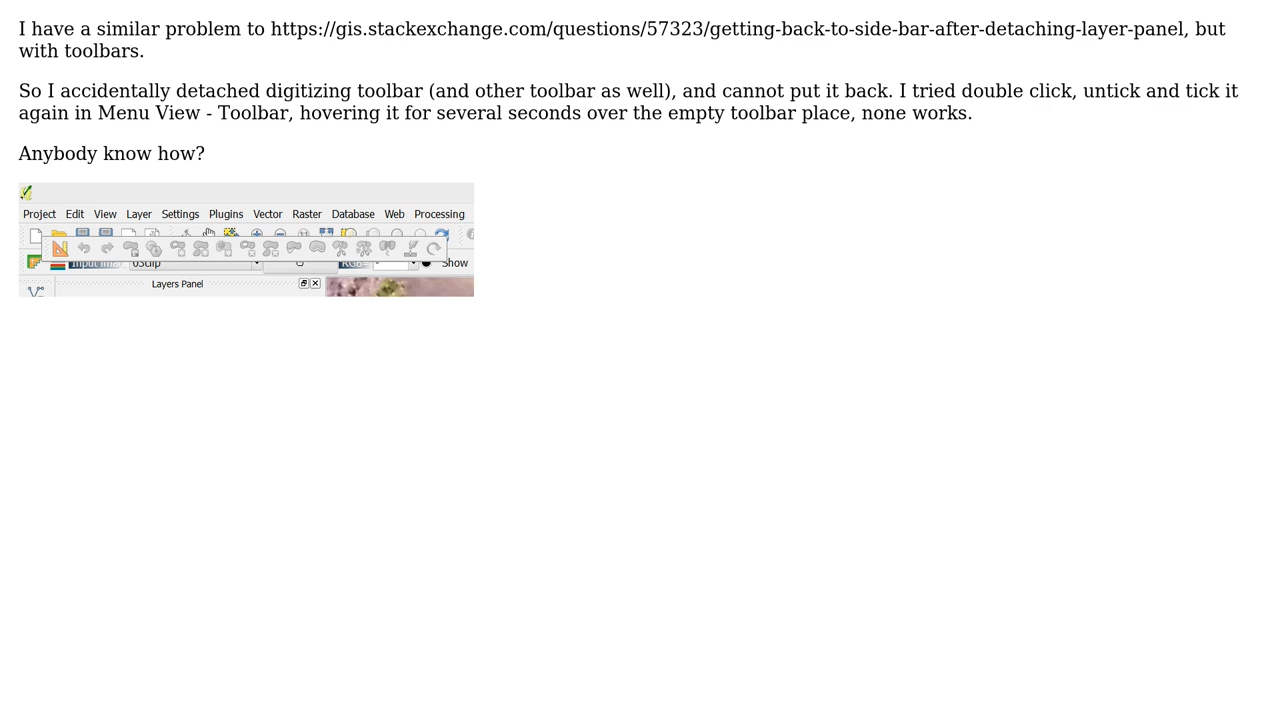 I have a similar problem to https://gis.stackexchange.com/questions/57323/getting-back-to-side-bar-after-detaching-layer-panel, but
with toolbars.
So I accidentally detached digitizing toolbar (and other toolbar as well), and cannot put it back. I tried double click, untick and tick it
again in Menu View - Toolbar, hovering it for several seconds over the empty toolbar place, none works.
Anybody know how?
Project Edit View Layer Settings Plugins Vector Raster Database Web Processing
Show
Layers Panel